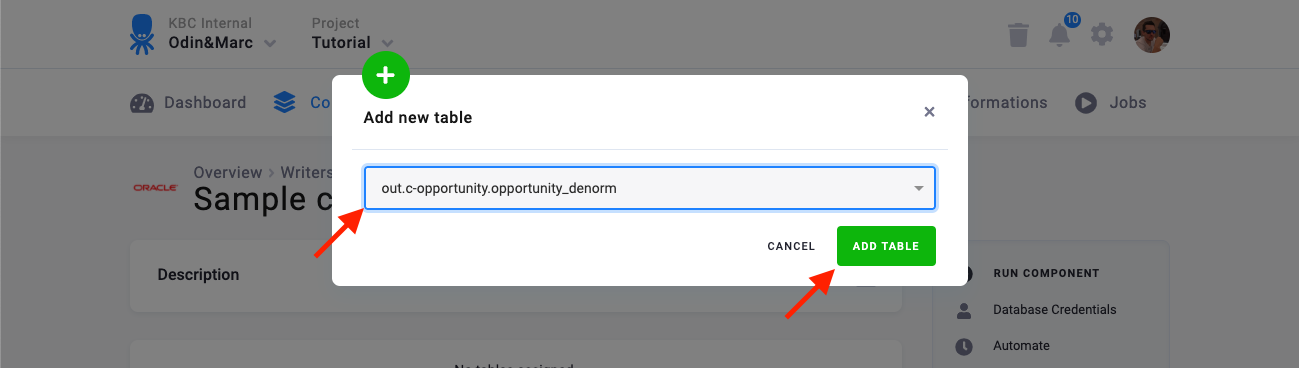 KBC Internal
Odin&Marc
Project
Tutorial
10
Dashboard
Co
formations
Jobs
Add new table
×
Overview > Writers
ORACLE
Sample c
out.c-opportunity.opportunity_denorm
CANCEL
ADD TABLE
Description
RUN COMPONENT
Database Credentials
Automate
No tables assigned